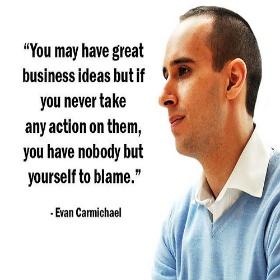 “You may have great
business ideas but if
you never take
any action on them,
you have nobody but
yourself to blame.”
- Evan Carmichael